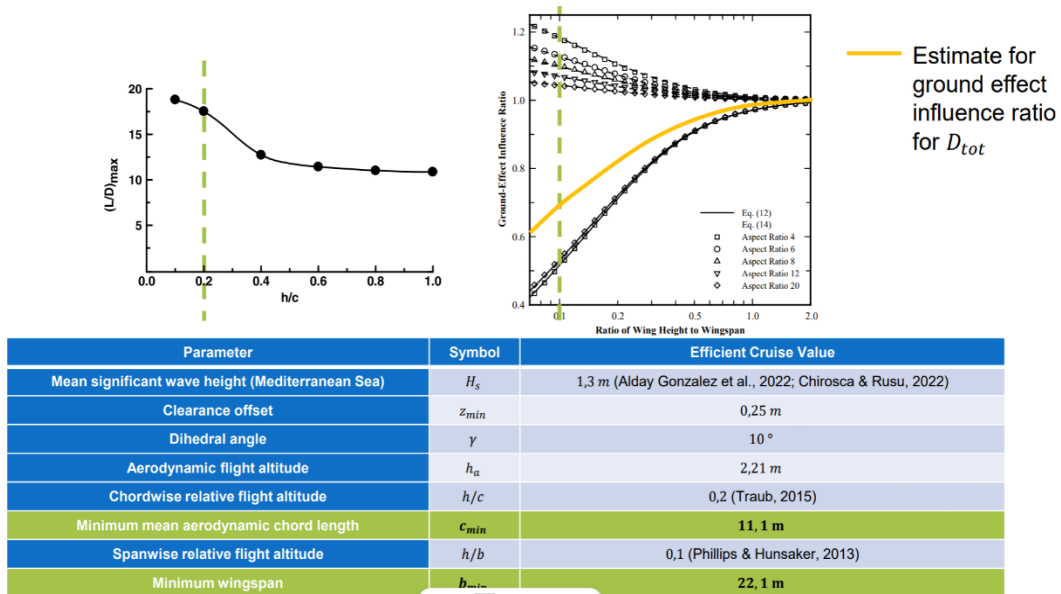 20
15
10
5
(L/D)max
0.0
0.2
0.4
0.6
0.8
1.0
h/c
1.2
1.0
0.8
0.6
0.4
Ground-Effect Influence Ratio
Eq. (12)
Eq. (14)
Aspect Ratio 4
Aspect Ratio 6
Aspect Ratio 8
Aspect Ratio 12
Aspect Ratio 20
0.1
0.2
0.5
1.0
2.0
Ratio of Wing Height to Wingspan
Estimate for
ground effect
influence ratio
for D_tot
Parameter Symbol Efficient Cruise Value
Mean significant wave height (Mediterranean Sea) H_s 1,3 m (Alday Gonzalez et al., 2022; Chirosca & Rusu, 2022)
Clearance offset z_min 0,25 m
Dihedral angle γ 10 °
Aerodynamic flight altitude h_a 2,21 m
Chordwise relative flight altitude h/c 0,2 (Traub, 2015)
Minimum mean aerodynamic chord length c_min 11,1 m
Spanwise relative flight altitude h/b 0,1 (Phillips & Hunsaker, 2013)
Minimum wingspan b_min 22,1 m